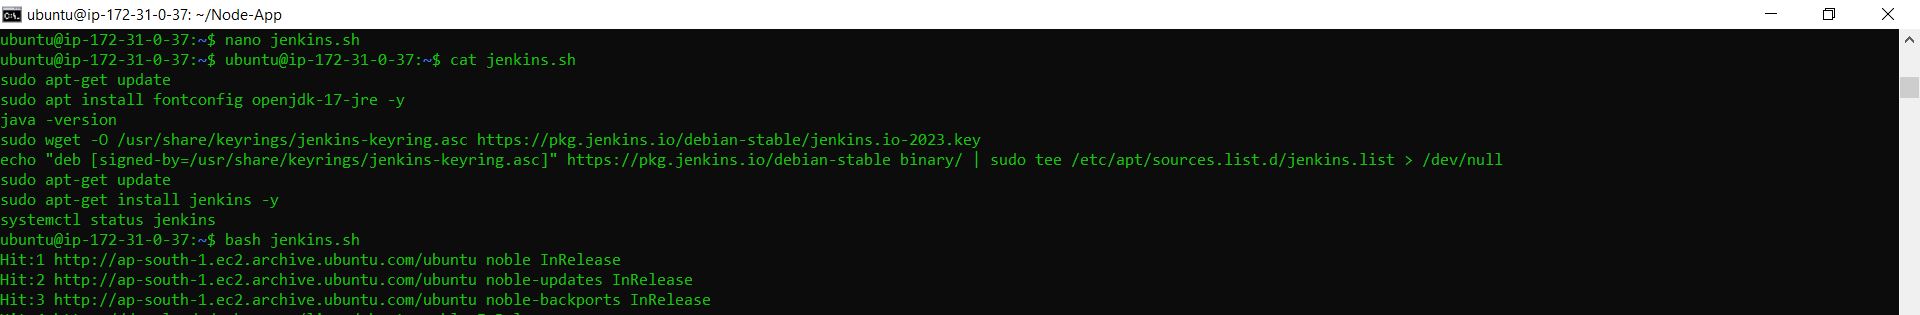 ubuntu@ip-172-31-0-37: ~/Node-App
ubuntu@ip-172-31-0-37:~$ nano jenkins.sh
ubuntu@ip-172-31-0-37:~$ ubuntu@ip-172-31-0-37:~$ cat jenkins.sh
sudo apt-get update
sudo apt install fontconfig openjdk-17-jre -y
java -version
sudo wget -O /usr/share/keyrings/jenkins-keyring.asc https://pkg.jenkins.io/debian-stable/jenkins.io-2023.key
echo "deb [signed-by=/usr/share/keyrings/jenkins-keyring.asc]" https://pkg.jenkins.io/debian-stable binary/ | sudo tee /etc/apt/sources.list.d/jenkins.list > /dev/null
sudo apt-get update
sudo apt-get install jenkins -y
systemctl status jenkins
ubuntu@ip-172-31-0-37:~$ bash jenkins.sh
Hit:1 http://ap-south-1.ec2.archive.ubuntu.com/ubuntu noble InRelease
Hit:2 http://ap-south-1.ec2.archive.ubuntu.com/ubuntu noble-updates InRelease
Hit:3 http://ap-south-1.ec2.archive.ubuntu.com/ubuntu noble-backports InRelease